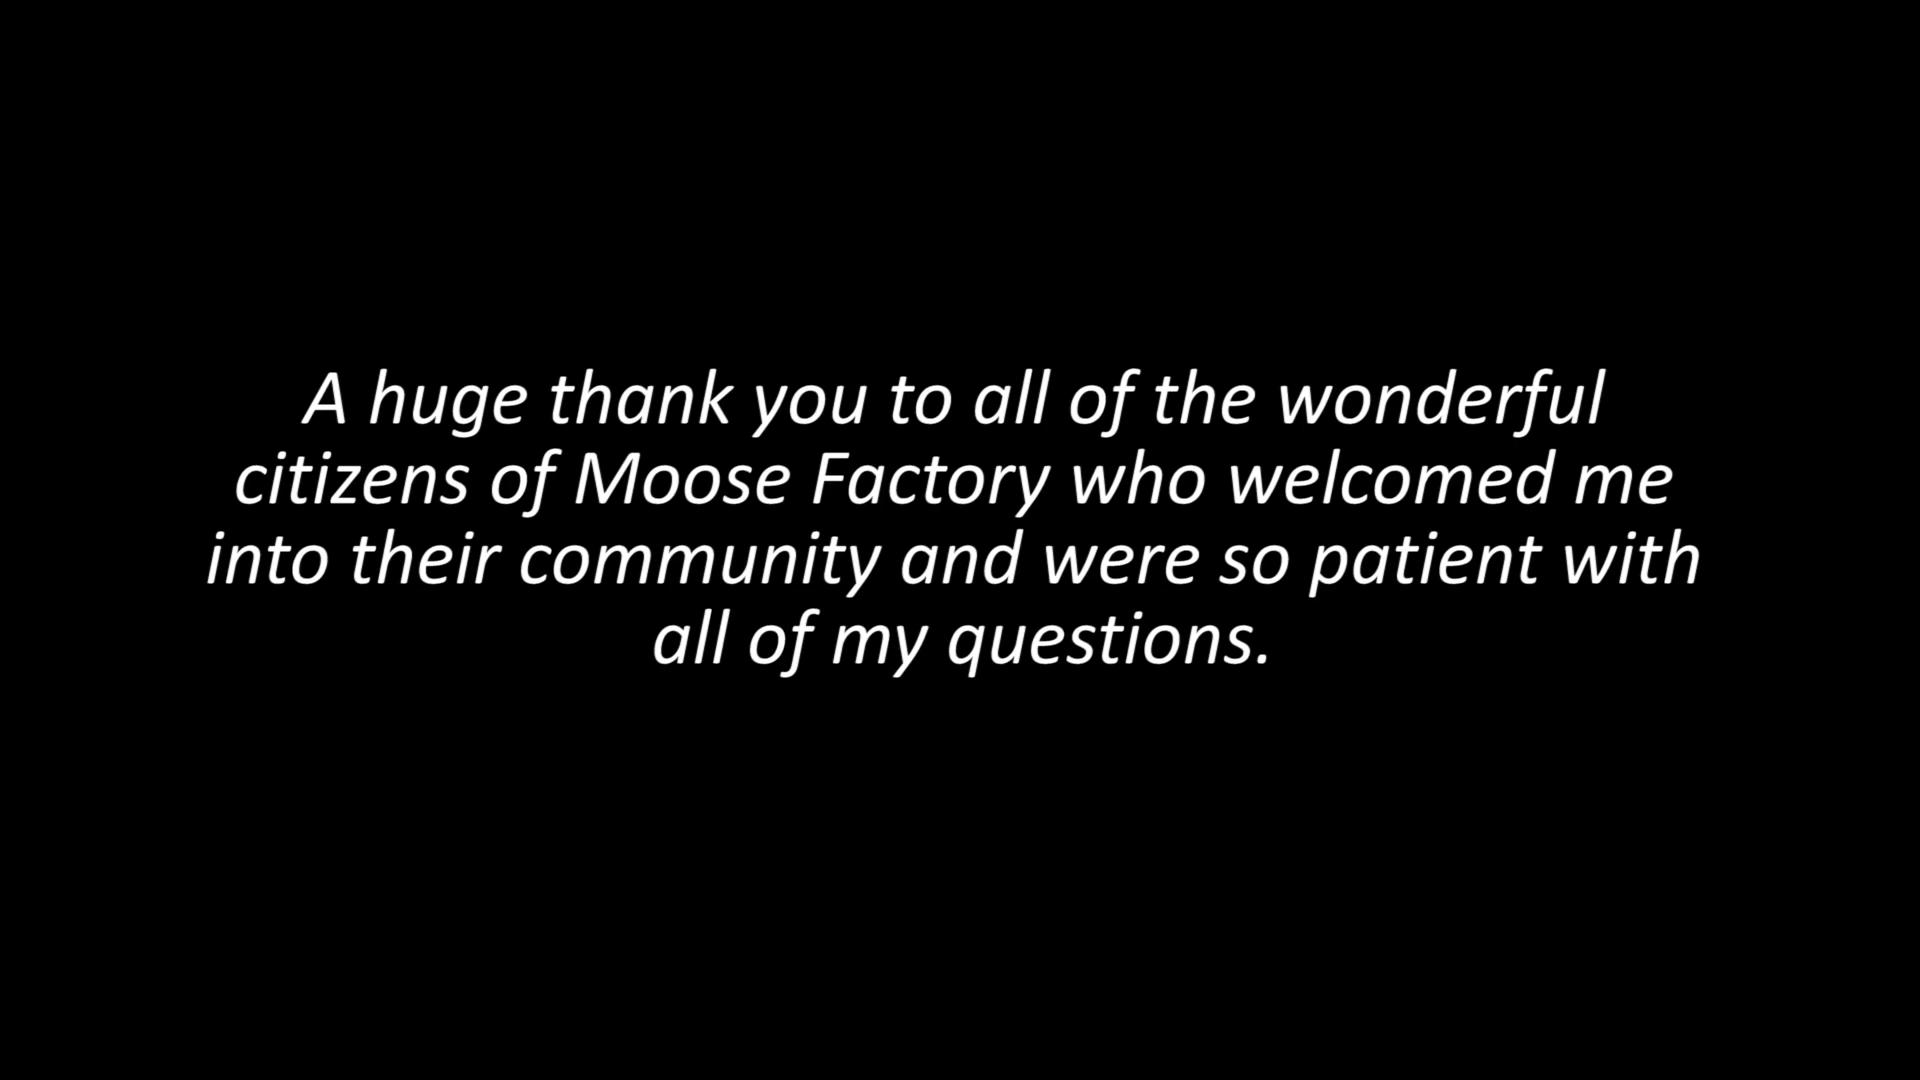 A huge thank you to all of the wonderful
citizens of Moose Factory who welcomed me
into their community and were so patient with
all of my questions.